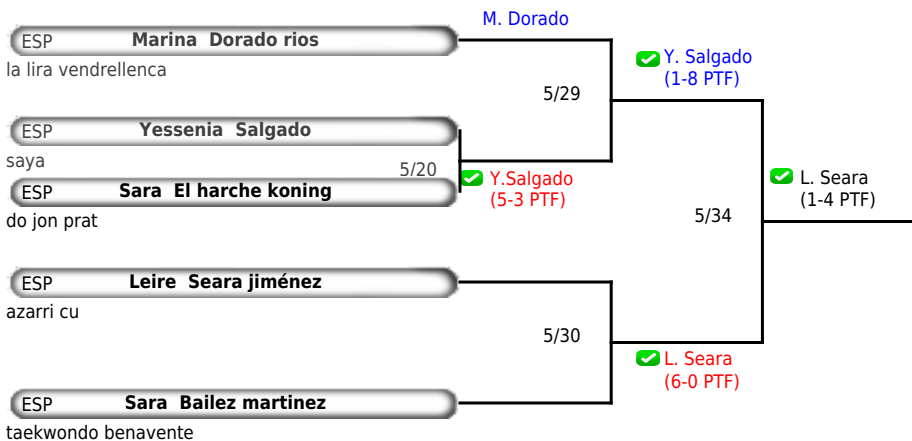 M. Dorado
ESP Marina Dorado rios
la lira vendrellenca
Y. Salgado
(1-8 PTF)
5/29
ESP Yessenia Salgado
saya
5/20
Y.Salgado
(5-3 PTF)
ESP Sara El harche koning
do jon prat
L. Seara
(1-4 PTF)
5/34
ESP Leire Seara jiménez
azarri cu
5/30
L. Seara
(6-0 PTF)
ESP Sara Bailez martinez
taekwondo benavente